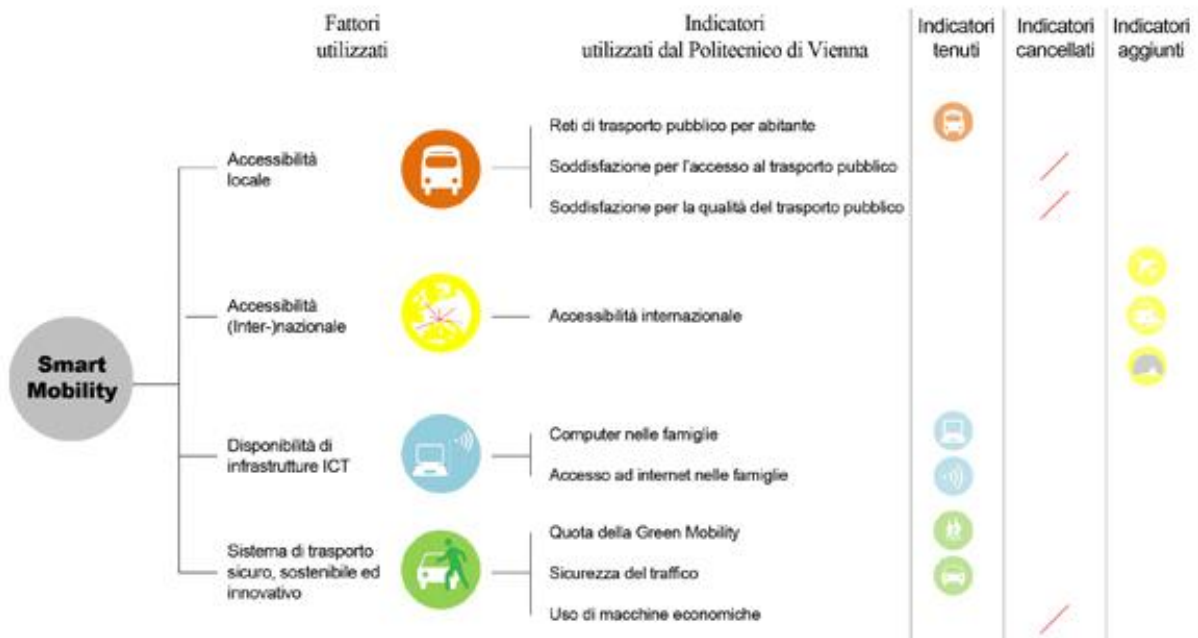 Fattori
utilizzati
Indicatori
utilizzati dal Politecnico di Vienna
Indicatori
tenuti
Indicatori
cancellati
Indicatori
aggiunti
Smart
Mobility
Accessibilità
locale
Reti di trasporto pubblico per abitante
Soddisfazione per l'accesso al trasporto pubblico
Soddisfazione per la qualità del trasporto pubblico
Accessibilità
(Inter-)nazionale
Accessibilità internazionale
Disponibilità di
infrastrutture ICT
Computer nelle famiglie
Accesso ad internet nelle famiglie
Sistema di trasporto
sicuro, sostenibile ed
innovativo
Quota della Green Mobility
Sicurezza del traffico
Uso di macchine economiche